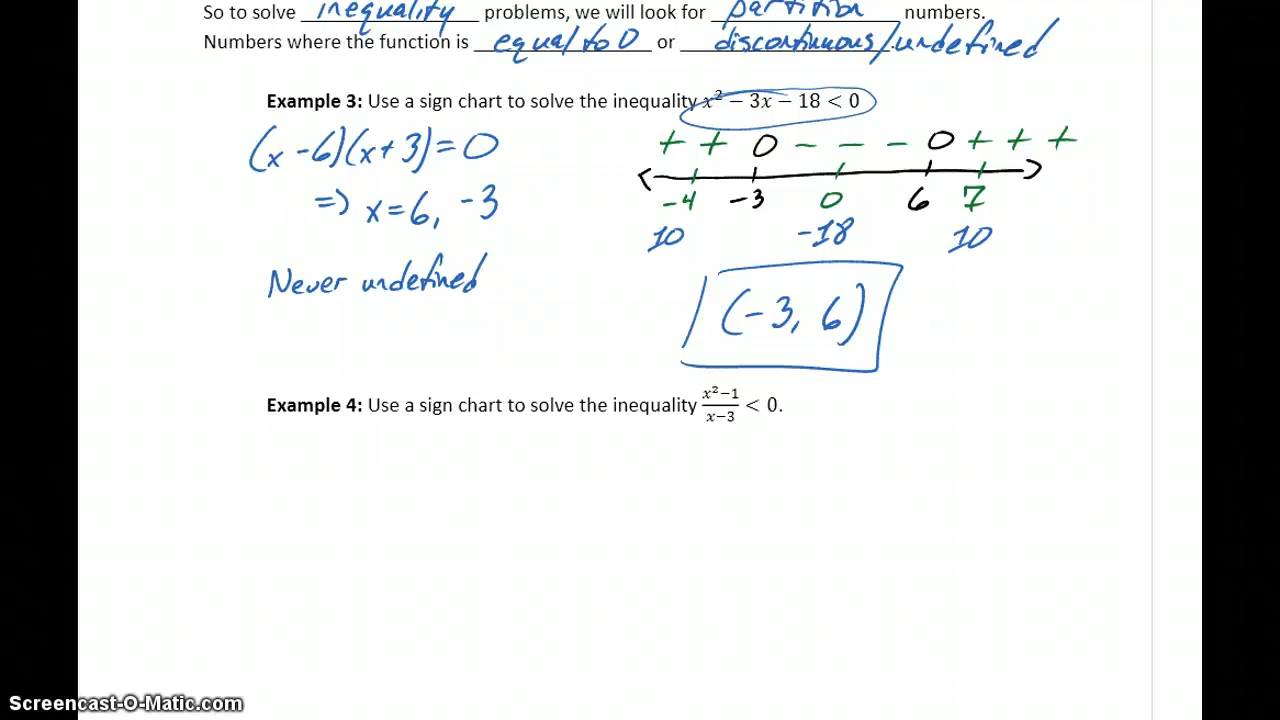 So to solve inequality problems, we will look for partition numbers.
Numbers where the function is equal to 0 or discontinuous/undefined.
Example 3: Use a sign chart to solve the inequality x² − 3x − 18 < 0
(x - 6)(x + 3) = 0
=> x = 6, -3
Never undefined
+ + 0 - - - 0 + + +
-4 -3 0 6 7
10 -18 10
(-3, 6)
Example 4: Use a sign chart to solve the inequality x²−1/x−3 < 0.
Screencast-O-Matic.com